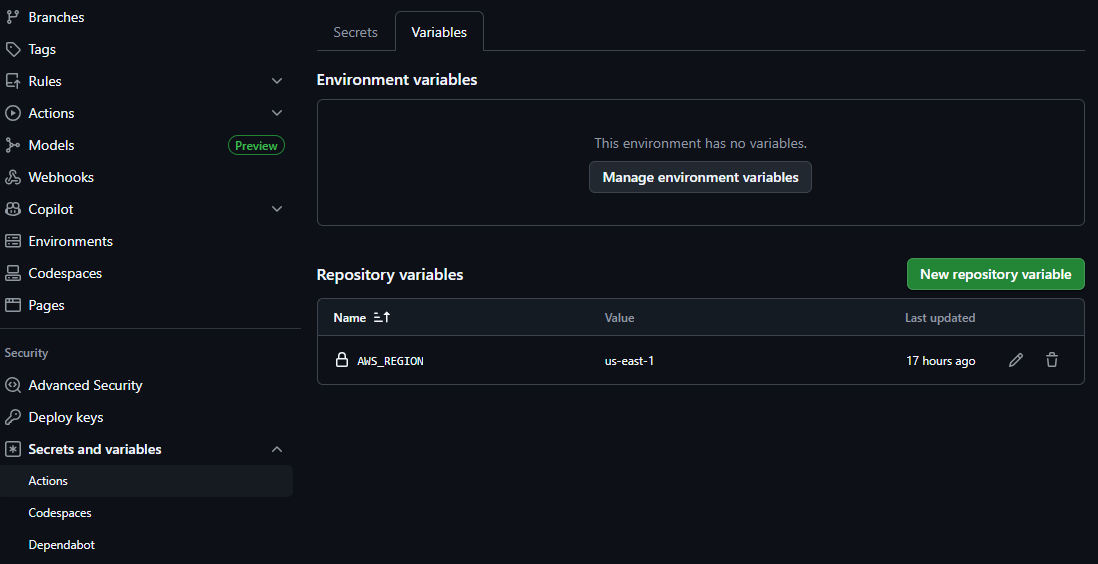 Branches
Tags
Rules
Actions
Models Preview
Webhooks
Copilot
Environments
Codespaces
Pages
Security
Advanced Security
Deploy keys
Secrets and variables
Actions
Codespaces
Dependabot
Secrets Variables
Environment variables
This environment has no variables.
Manage environment variables
Repository variables New repository variable
Name Value Last updated
AWS_REGION us-east-1 17 hours ago